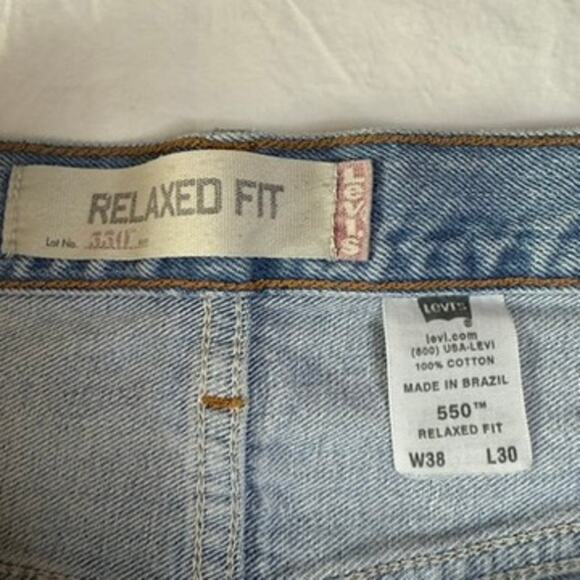 RELAXED FIT
Lot No. 550
Levi's
Levi's
®
levi.com
(800) USA-LEVI
100% COTTON
MADE IN BRAZIL
550™
RELAXED FIT
W38 L30